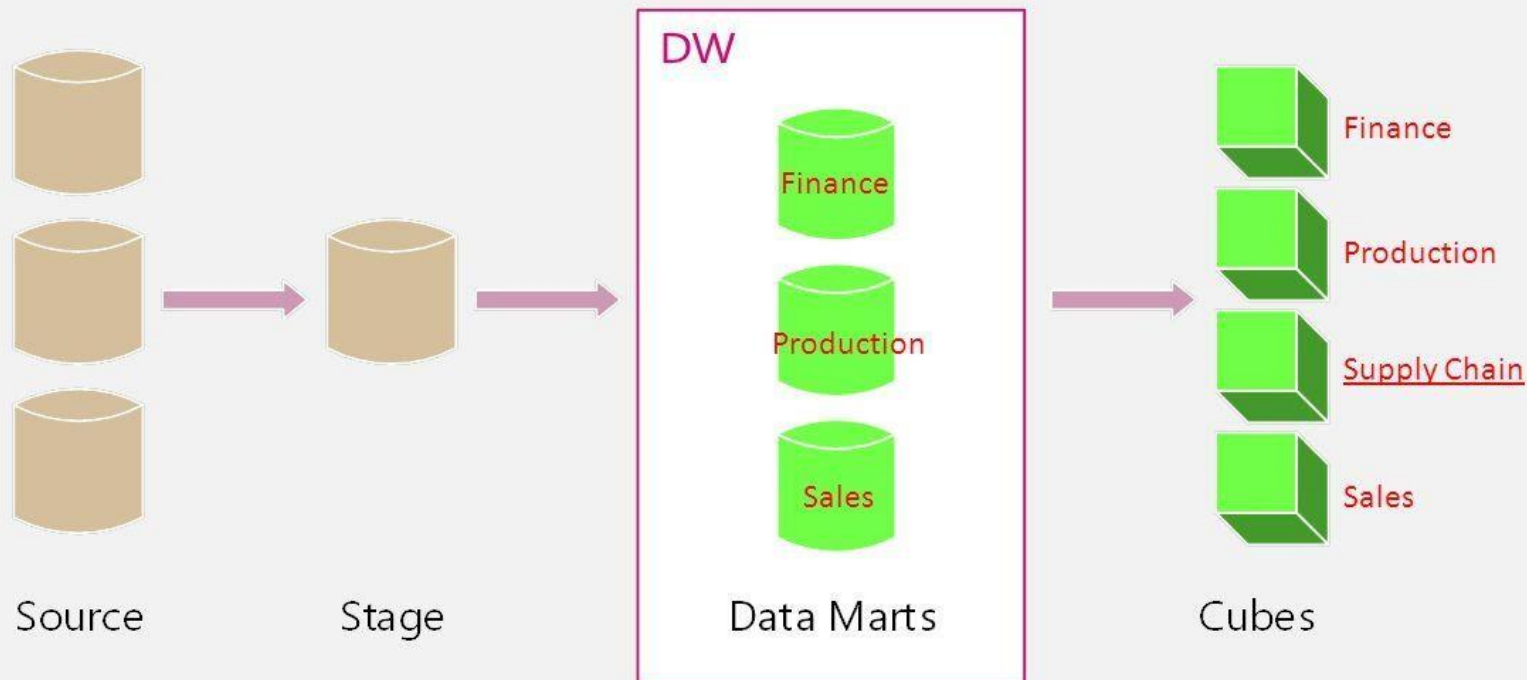 DW
Finance
Production
Sales
Finance
Production
Supply Chain
Sales
Source
Stage
Data Marts
Cubes